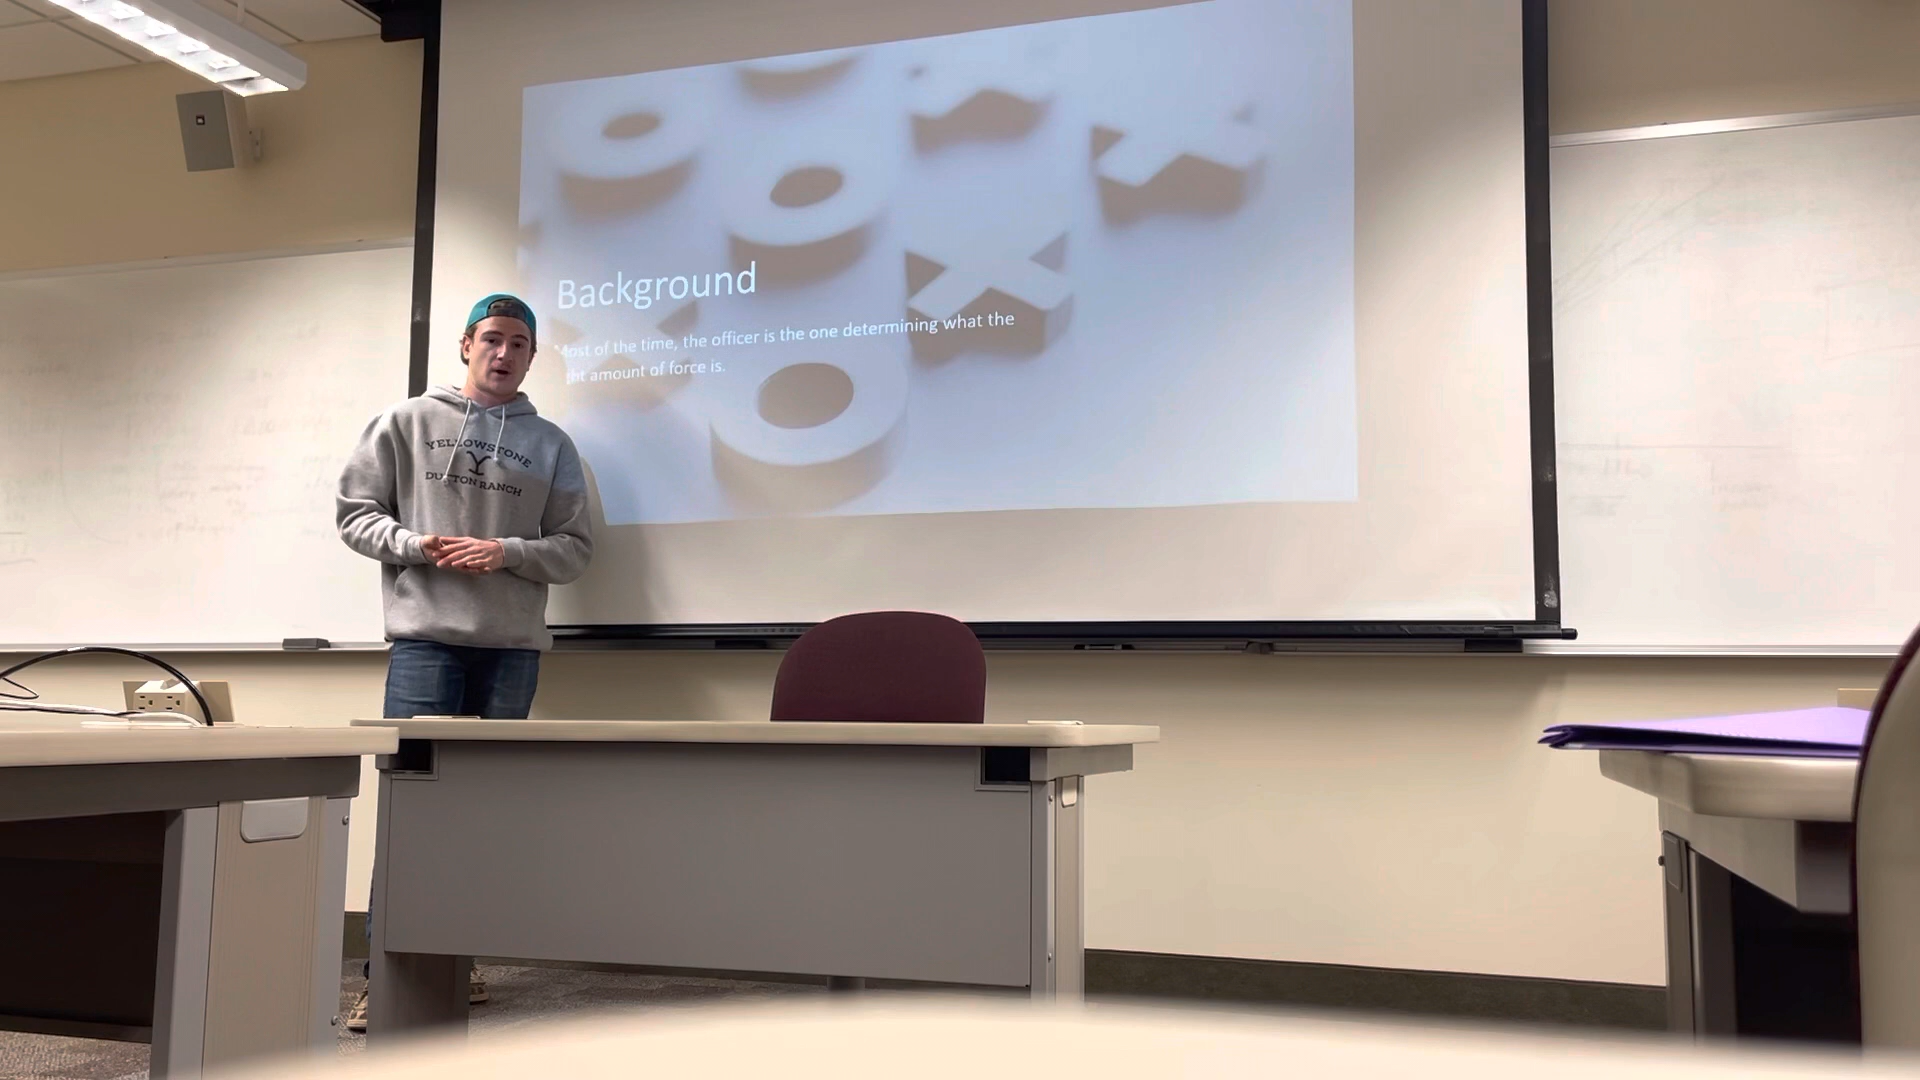 Background
Most of the time, the officer is the one determining what the
amount of force is.
YELLOWSTONE
Y
DUTTON RANCH